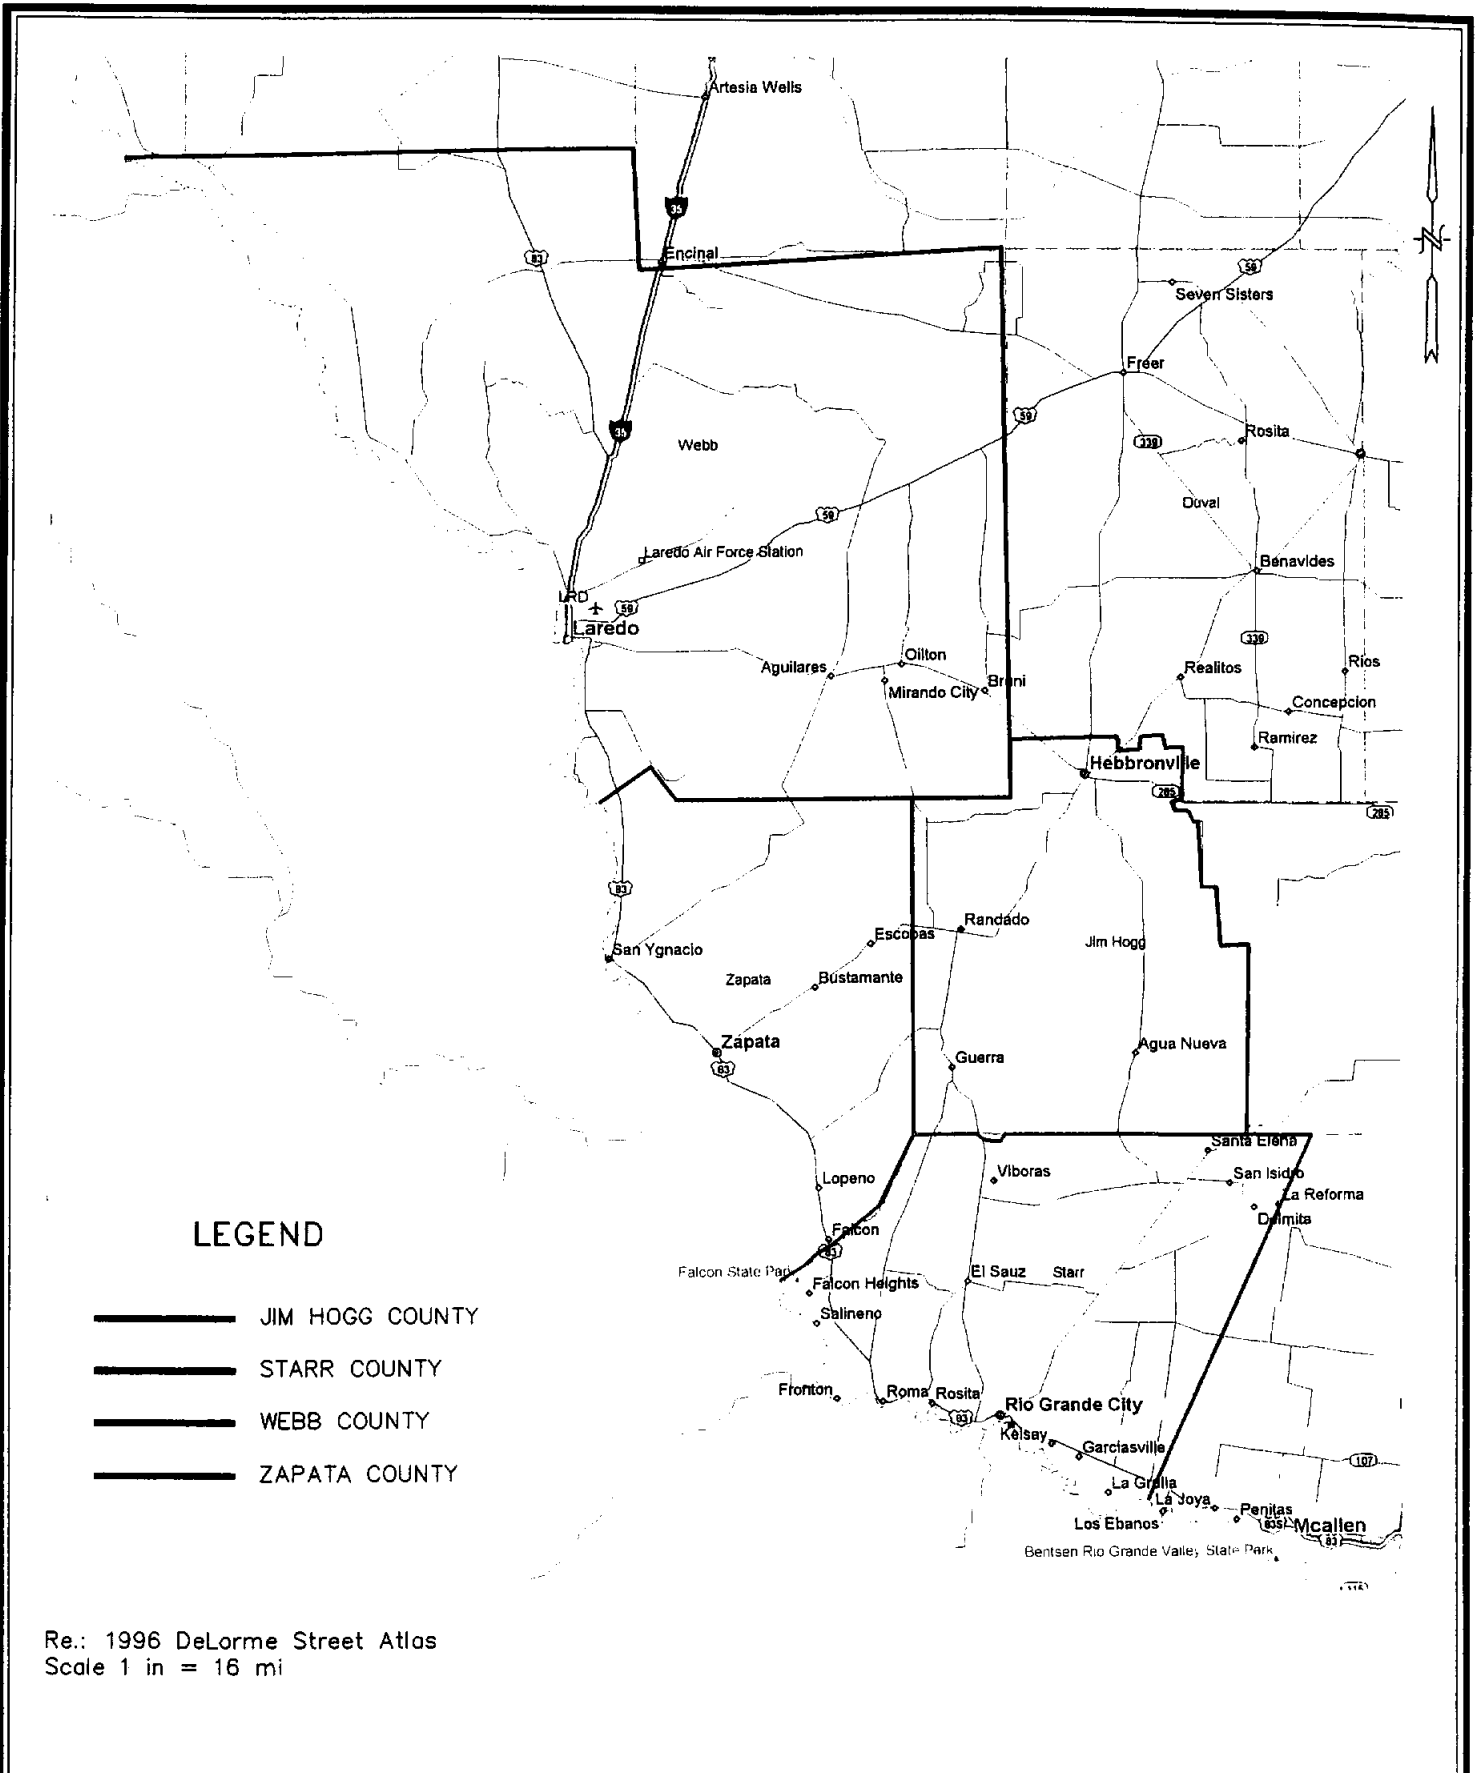 Artesia Wells
35
Encinal
83
59
Seven Sisters
Freer
59
35
Webb
339
Rosita
59
Duval
Laredo Air Force Station
Benavides
LRD
59
Laredo
339
Aguilares
Oilton
Mirando City
Bruni
Realitos
Rios
Concepcion
Ramirez
Hebbronville
285
285
83
Randado
Escobas
Jim Hogg
San Ygnacio
Zapata
Bustamante
Zapata
83
Guerra
Agua Nueva
Santa Elena
Viboras
San Isidro
Lopeno
La Reforma
Delmita
Falcon
83
Falcon State Park
Falcon Heights
El Sauz
Starr
Salineno
Fronton
Roma
Rosita
83
Rio Grande City
Kelsay
Garciasville
107
La Grulla
La Joya
Penitas
Los Ebanos
83S
Mcallen
83
Bentsen Rio Grande Valley State Park
LEGEND
JIM HOGG COUNTY
STARR COUNTY
WEBB COUNTY
ZAPATA COUNTY
N
Re.: 1996 DeLorme Street Atlas
Scale 1 in = 16 mi